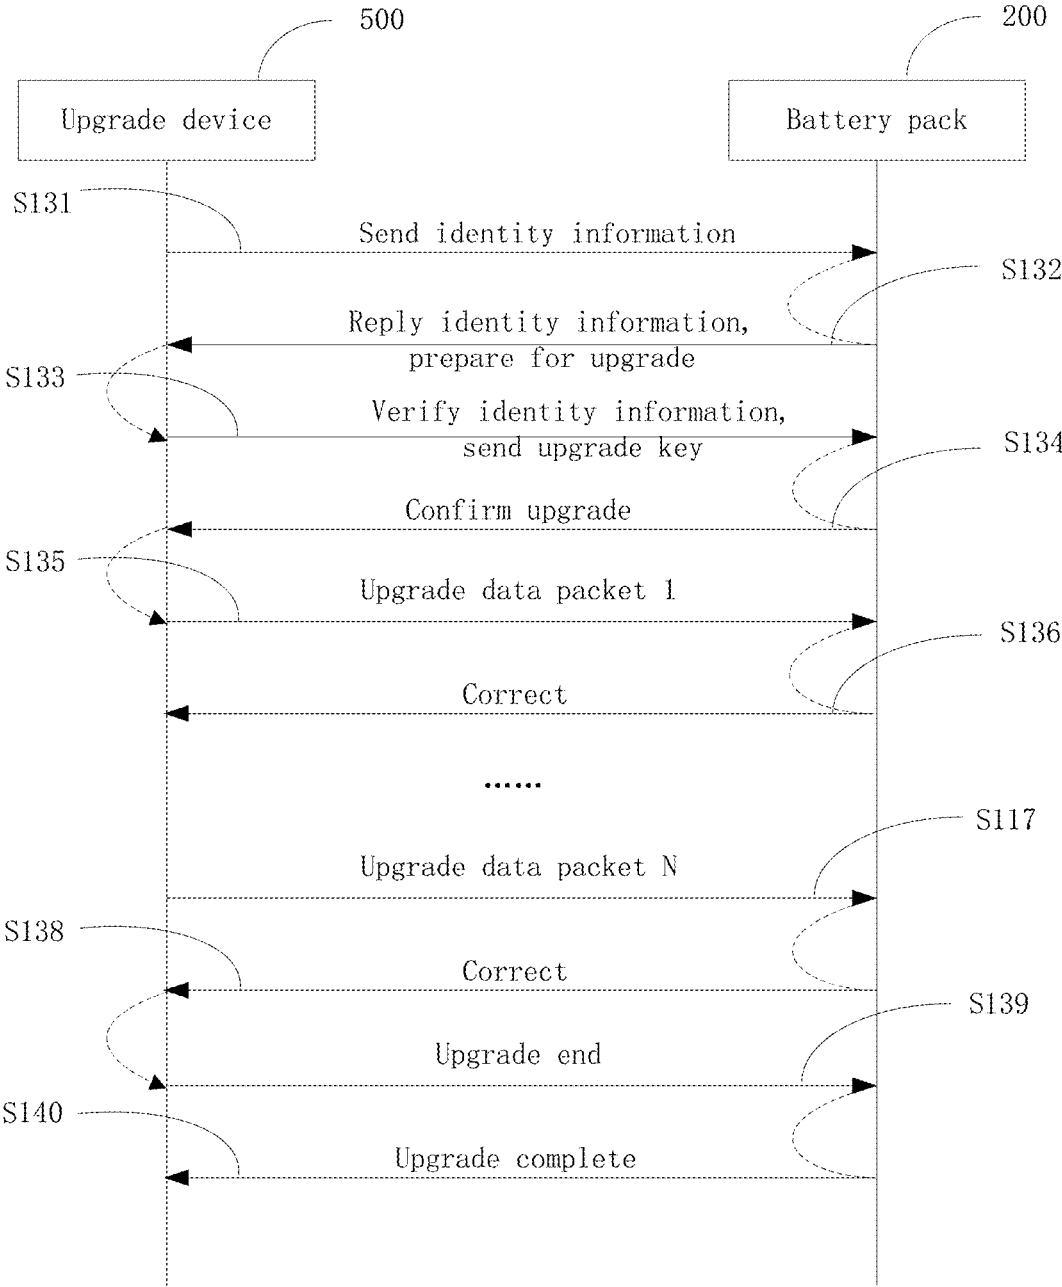 500
200
Upgrade device
Battery pack
S131
Send identity information
S132
Reply identity information,
prepare for upgrade
S133
Verify identity information,
send upgrade key
S134
Confirm upgrade
S135
Upgrade data packet 1
S136
Correct
......
S117
Upgrade data packet N
S138
Correct
S139
Upgrade end
S140
Upgrade complete